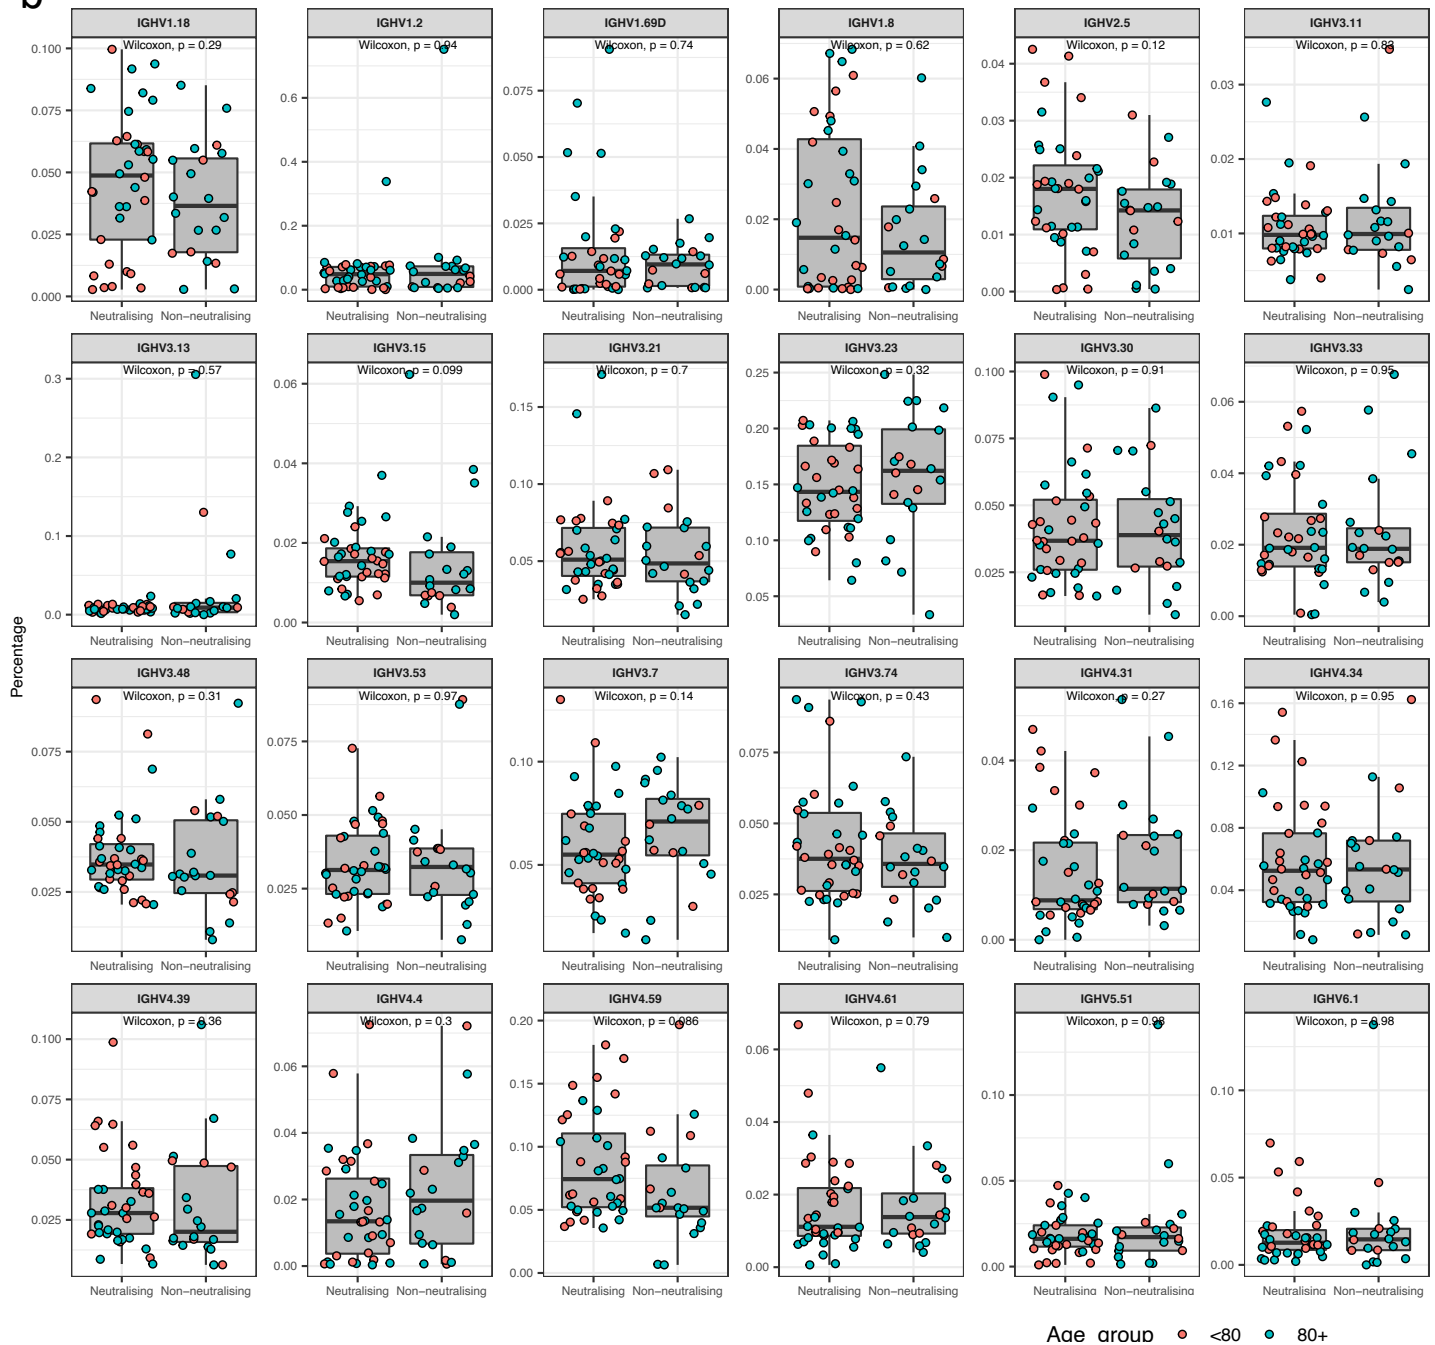 b
IGHV1.18 IGHV1.2 IGHV1.69D IGHV1.8 IGHV2.5 IGHV3.11
Wilcoxon, p = 0.29 Wilcoxon, p = 0.94 Wilcoxon, p = 0.74 Wilcoxon, p = 0.62 Wilcoxon, p = 0.12 Wilcoxon, p = 0.83
0.100 0.075 0.050 0.025 0.000
0.6 0.4 0.2 0.0
0.075 0.050 0.025 0.000
0.06 0.04 0.02 0.00
0.04 0.03 0.02 0.01 0.00
0.03 0.02 0.01
Neutralising Non−neutralising Neutralising Non−neutralising Neutralising Non−neutralising Neutralising Non−neutralising Neutralising Non−neutralising Neutralising Non−neutralising
IGHV3.13 IGHV3.15 IGHV3.21 IGHV3.23 IGHV3.30 IGHV3.33
Wilcoxon, p = 0.57 Wilcoxon, p = 0.099 Wilcoxon, p = 0.7 Wilcoxon, p = 0.32 Wilcoxon, p = 0.91 Wilcoxon, p = 0.95
0.3 0.2 0.1 0.0
0.06 0.04 0.02 0.00
0.15 0.10 0.05
0.25 0.20 0.15 0.10 0.05
0.100 0.075 0.050 0.025
0.06 0.04 0.02 0.00
Neutralising Non−neutralising Neutralising Non−neutralising Neutralising Non−neutralising Neutralising Non−neutralising Neutralising Non−neutralising Neutralising Non−neutralising
Percentage
IGHV3.48 IGHV3.53 IGHV3.7 IGHV3.74 IGHV4.31 IGHV4.34
Wilcoxon, p = 0.31 Wilcoxon, p = 0.97 Wilcoxon, p = 0.14 Wilcoxon, p = 0.43 Wilcoxon, p = 0.27 Wilcoxon, p = 0.95
0.075 0.050 0.025
0.075 0.050 0.025
0.10 0.05
0.075 0.050 0.025
0.04 0.02 0.00
0.16 0.12 0.08 0.04
Neutralising Non−neutralising Neutralising Non−neutralising Neutralising Non−neutralising Neutralising Non−neutralising Neutralising Non−neutralising Neutralising Non−neutralising
IGHV4.39 IGHV4.4 IGHV4.59 IGHV4.61 IGHV5.51 IGHV6.1
Wilcoxon, p = 0.36 Wilcoxon, p = 0.3 Wilcoxon, p = 0.086 Wilcoxon, p = 0.79 Wilcoxon, p = 0.98 Wilcoxon, p = 0.98
0.100 0.075 0.050 0.025
0.06 0.04 0.02 0.00
0.20 0.15 0.10 0.05 0.00
0.06 0.04 0.02 0.00
0.10 0.05 0.00
0.10 0.05 0.00
Neutralising Non−neutralising Neutralising Non−neutralising Neutralising Non−neutralising Neutralising Non−neutralising Neutralising Non−neutralising Neutralising Non−neutralising
Age_group <80 80+